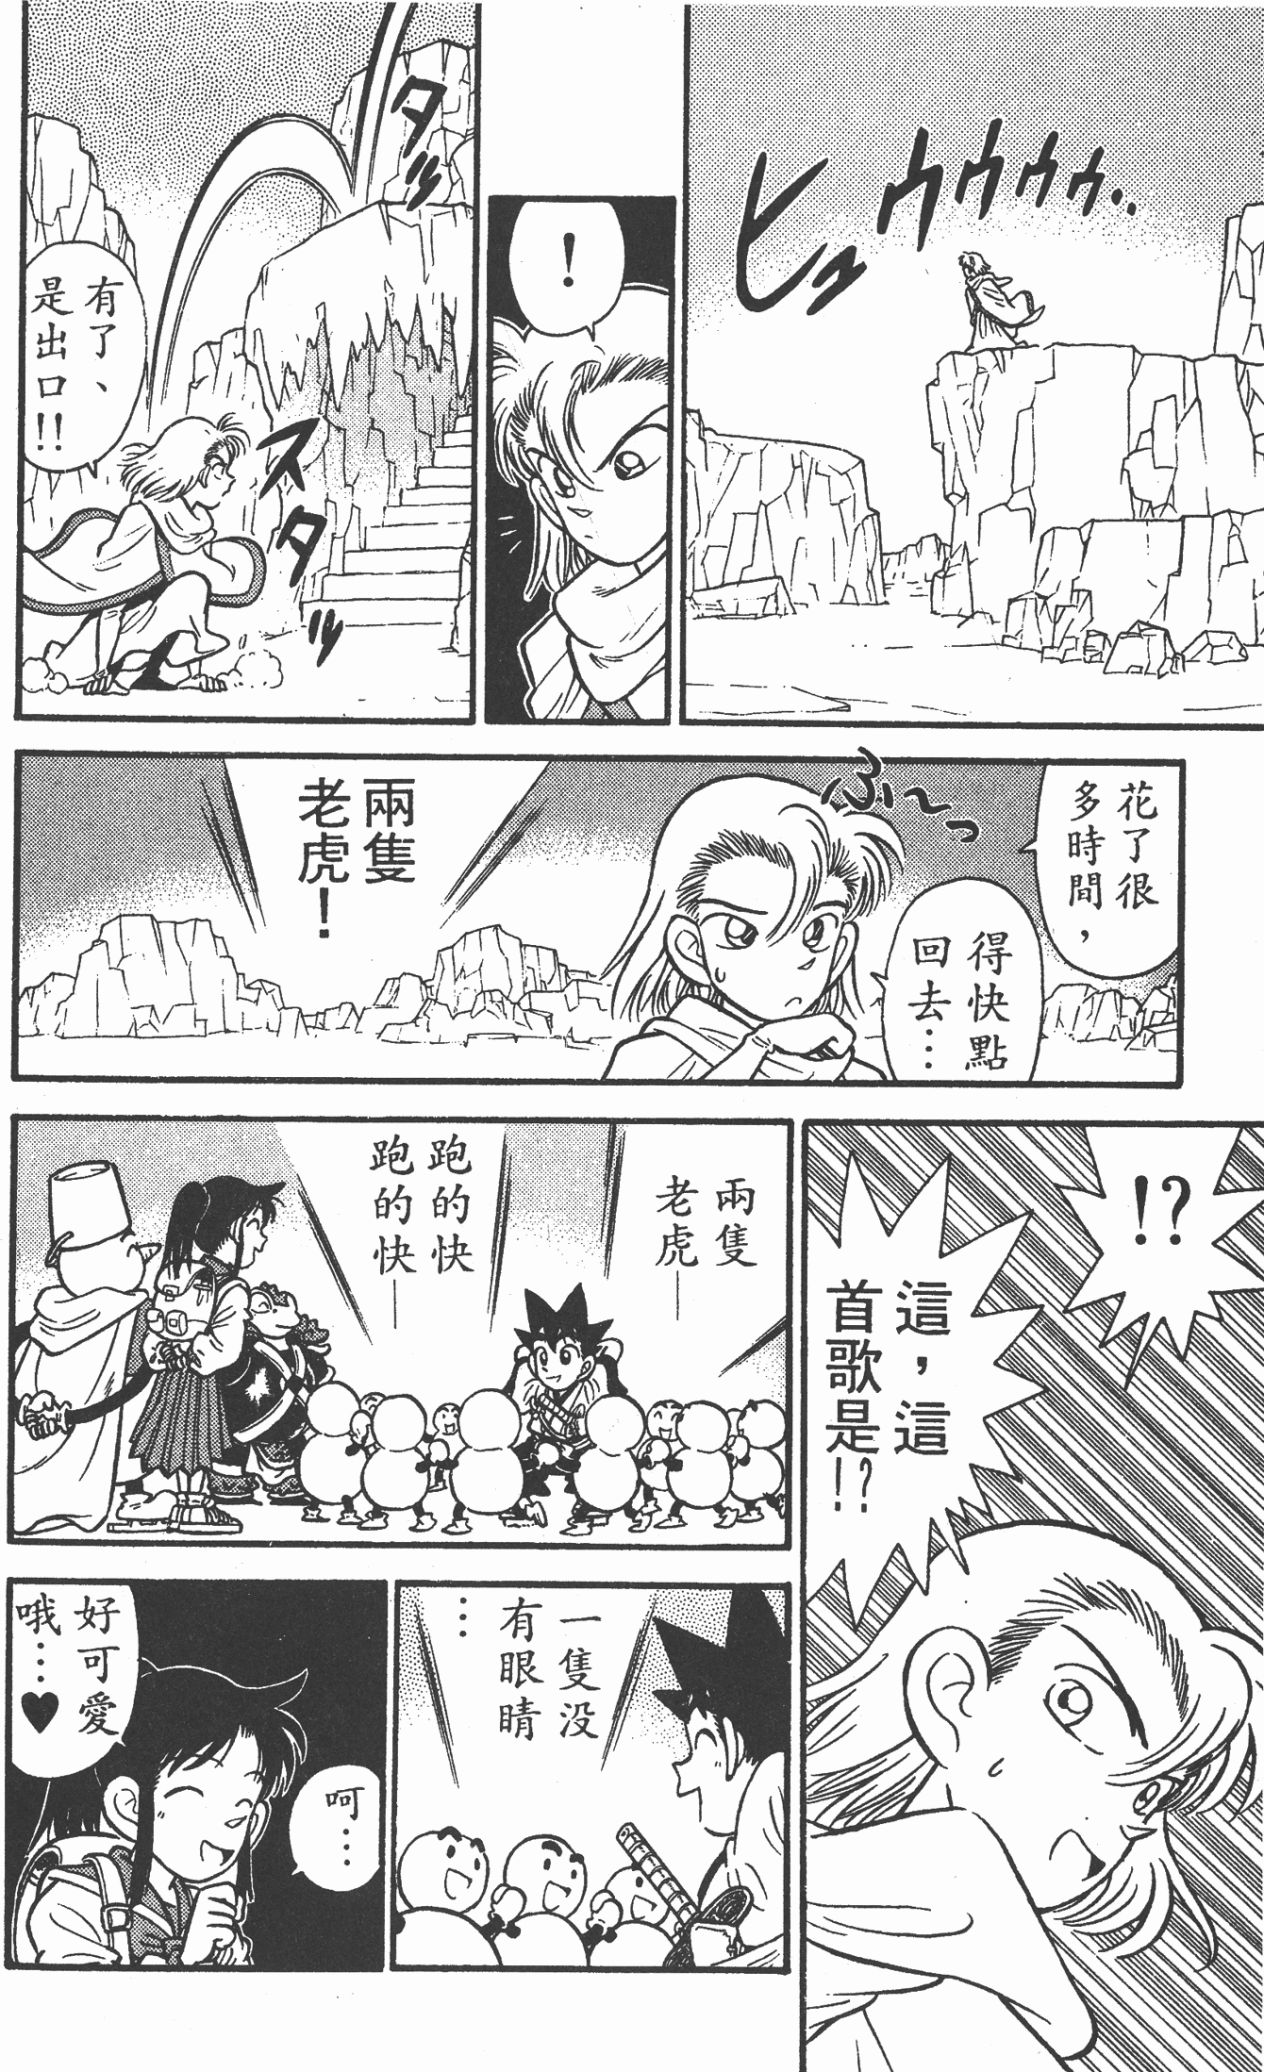 ヒュウウウウ..
！
タッ
有了、
是出口!!
スタッ
花了很
多時間，
得快點
回去…
ふ〜っ
兩隻
老虎！
!?
這，這
首歌是!?
兩隻
老虎—
跑的快
跑的快—
一隻沒
有眼睛
…
呵…
好可愛
哦…♥